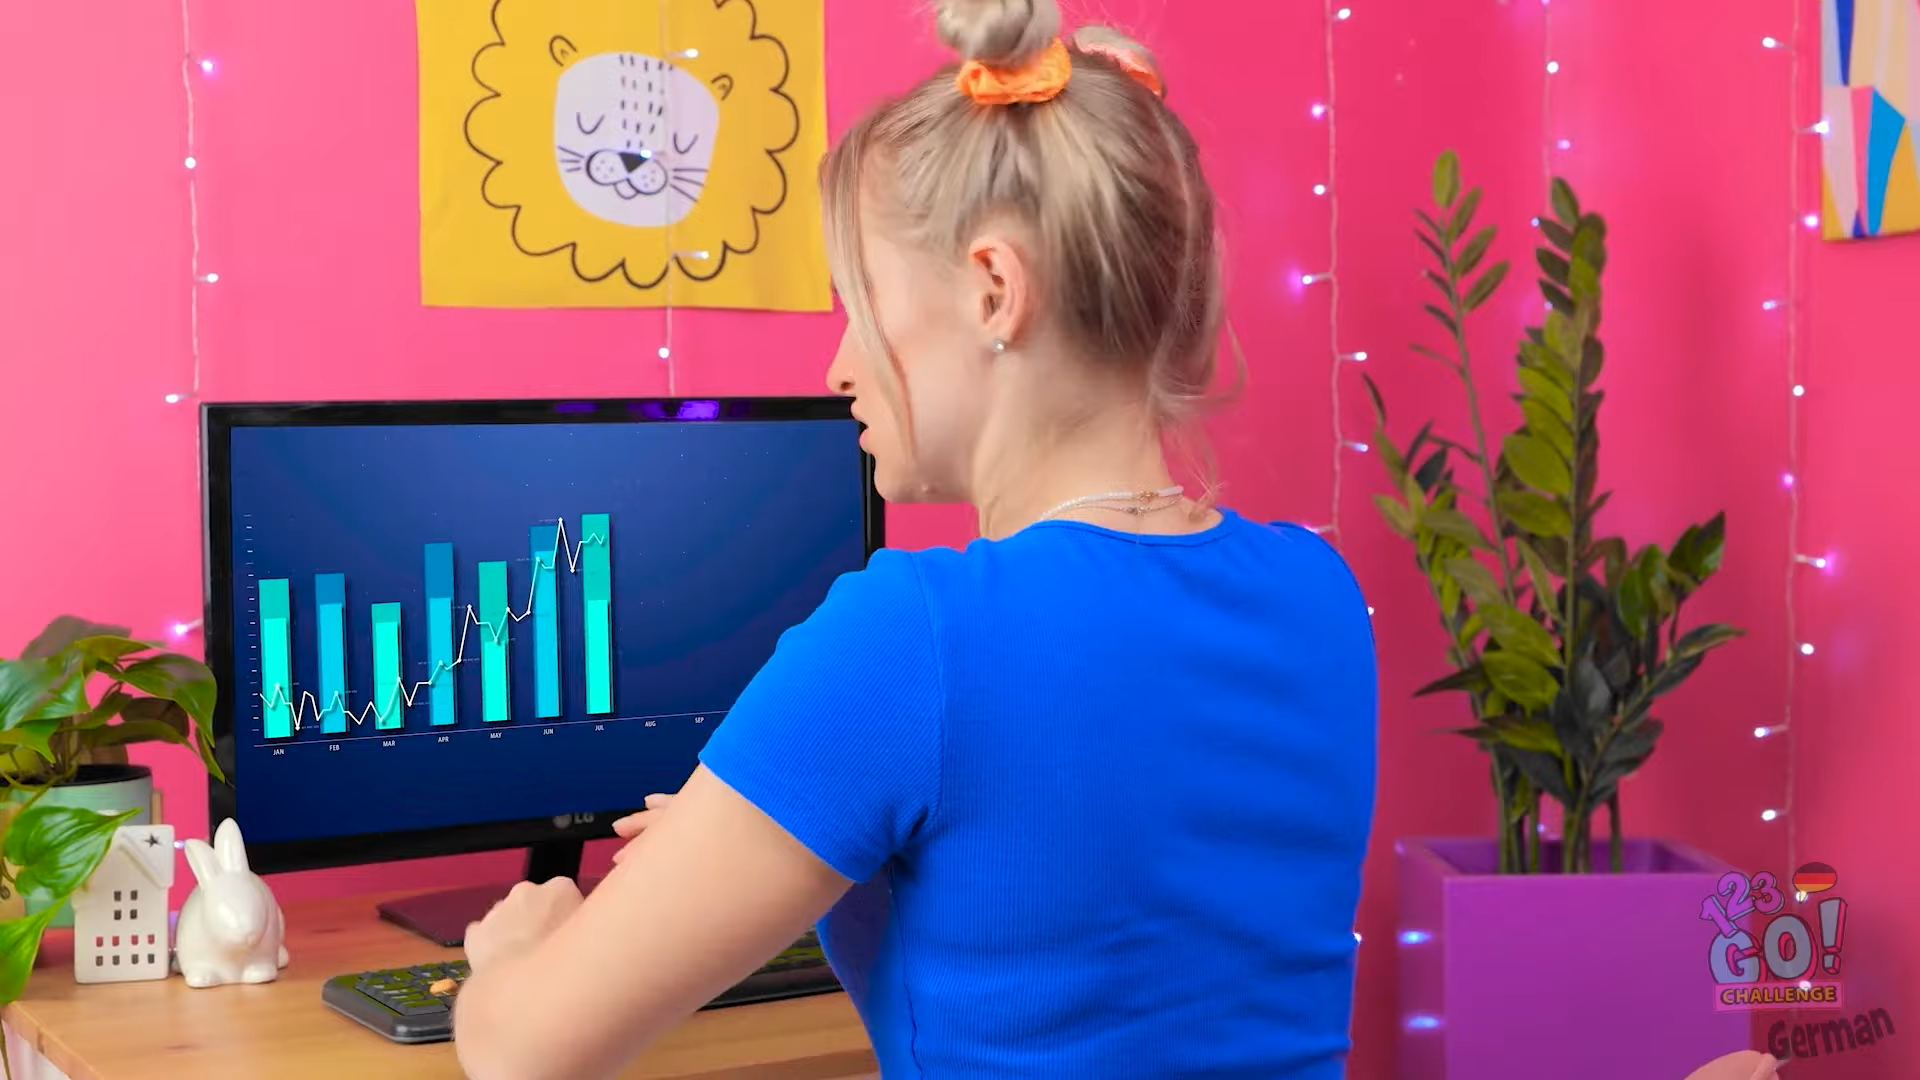 JAN FEB MAR APR MAY JUN JUL AUG SEP
LG
123
GO!
CHALLENGE
German